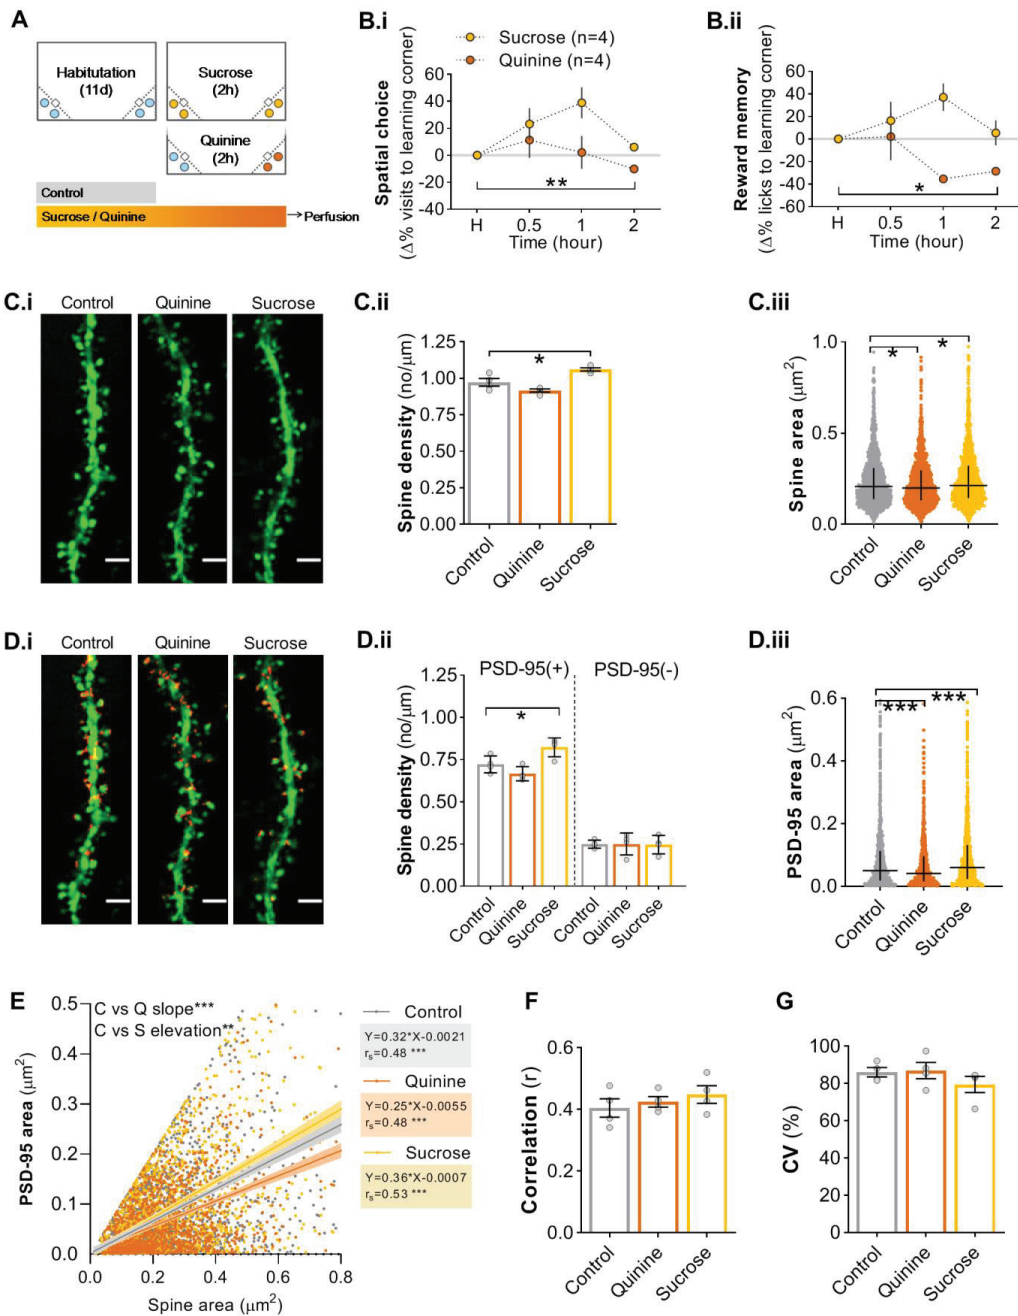 A
Habitutation
(11d)
Sucrose
(2h)
Quinine
(2h)
Control
Sucrose / Quinine
→Perfusion
B.i
Sucrose (n=4)
Quinine (n=4)
Spatial choice
(Δ% visits to learning corner)
60
40
20
0
-20
-40
**
H
0.5
1
2
Time (hour)
B.ii
Reward memory
(Δ% licks to learning corner)
60
40
20
0
-20
-40
-60
*
H
0.5
1
2
Time (hour)
C.i
Control
Quinine
Sucrose
C.ii
Spine density (no/μm)
1.25
1.00
0.75
0.50
0.25
0.00
*
Control
Quinine
Sucrose
C.iii
Spine area (μm²)
1.0
0.5
0.0
*
*
Control
Quinine
Sucrose
D.i
Control
Quinine
Sucrose
D.ii
PSD-95(+)
PSD-95(-)
Spine density (no/μm)
1.25
1.00
0.75
0.50
0.25
0.00
*
Control
Quinine
Sucrose
Control
Quinine
Sucrose
D.iii
PSD-95 area (μm²)
0.6
0.4
0.2
0.0
***
***
Control
Quinine
Sucrose
E
C vs Q slope***
C vs S elevation**
PSD-95 area (μm²)
0.5
0.4
0.3
0.2
0.1
0.0
0.0
0.2
0.4
0.6
0.8
Spine area (μm²)
Control
Y=0.32*X-0.0021
rs=0.48 ***
Quinine
Y=0.25*X-0.0055
rs=0.48 ***
Sucrose
Y=0.36*X-0.0007
rs=0.53 ***
F
Correlation (r)
0.6
0.4
0.2
0.0
Control
Quinine
Sucrose
G
CV (%)
100
80
60
40
20
0
Control
Quinine
Sucrose